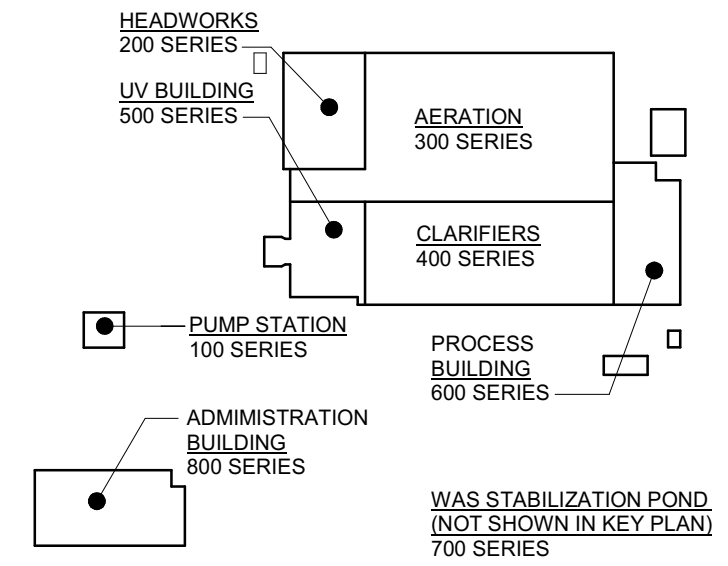 HEADWORKS
200 SERIES
UV BUILDING
500 SERIES
AERATION
300 SERIES
CLARIFIERS
400 SERIES
PUMP STATION
100 SERIES
PROCESS
BUILDING
600 SERIES
ADMIMISTRATION
BUILDING
800 SERIES
WAS STABILIZATION POND
(NOT SHOWN IN KEY PLAN)
700 SERIES